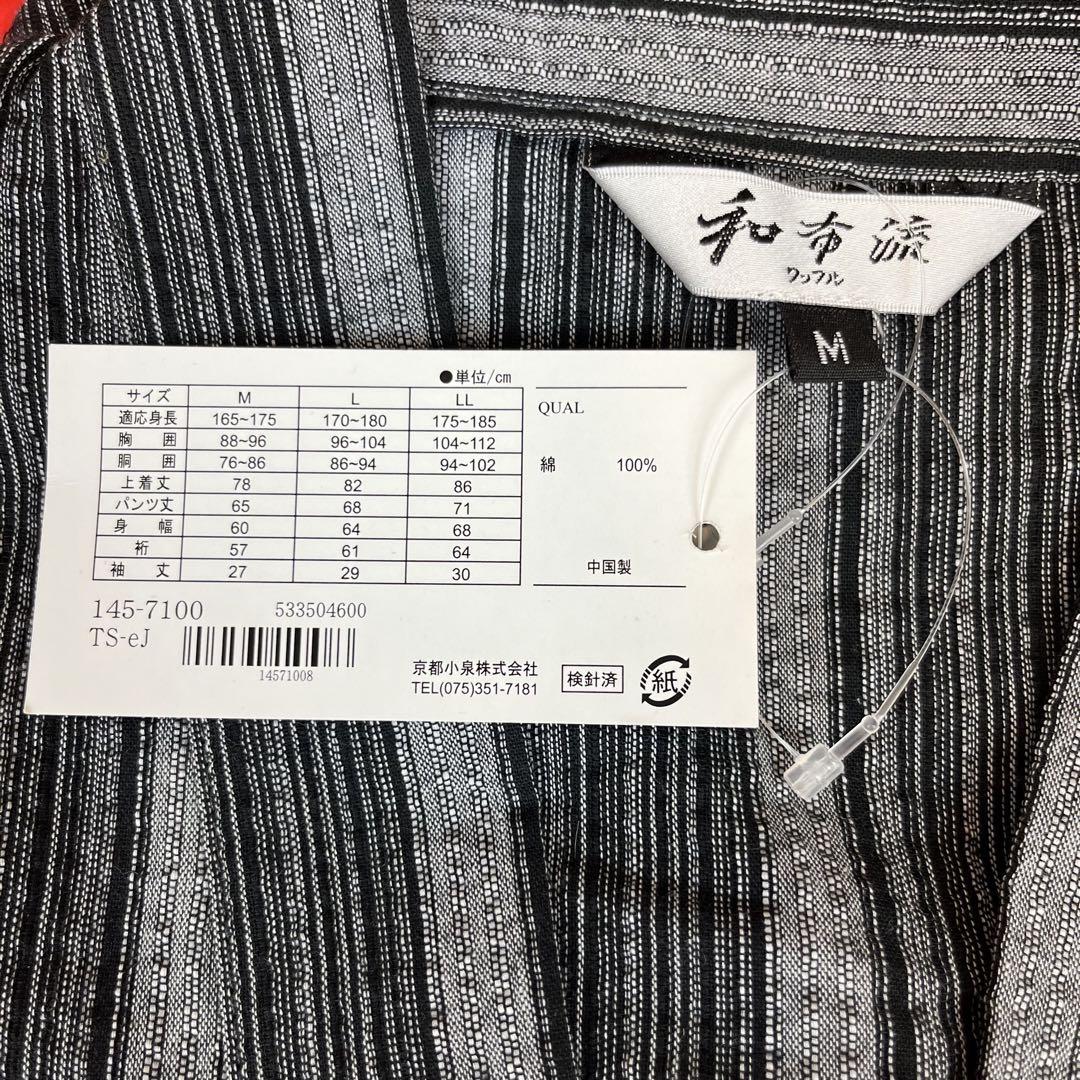 和布流
ワッフル
M
●単位/cm
サイズ M L LL
適応身長 165~175 170~180 175~185
胸囲 88~96 96~104 104~112
胴囲 76~86 86~94 94~102
上着丈 78 82 86
パンツ丈 65 68 71
身幅 60 64 68
裄 57 61 64
袖丈 27 29 30
QUAL
綿 100%
中国製
145-7100 533504600
TS-eJ
14571008
京都小泉株式会社
TEL(075)351-7181
検針済
紙